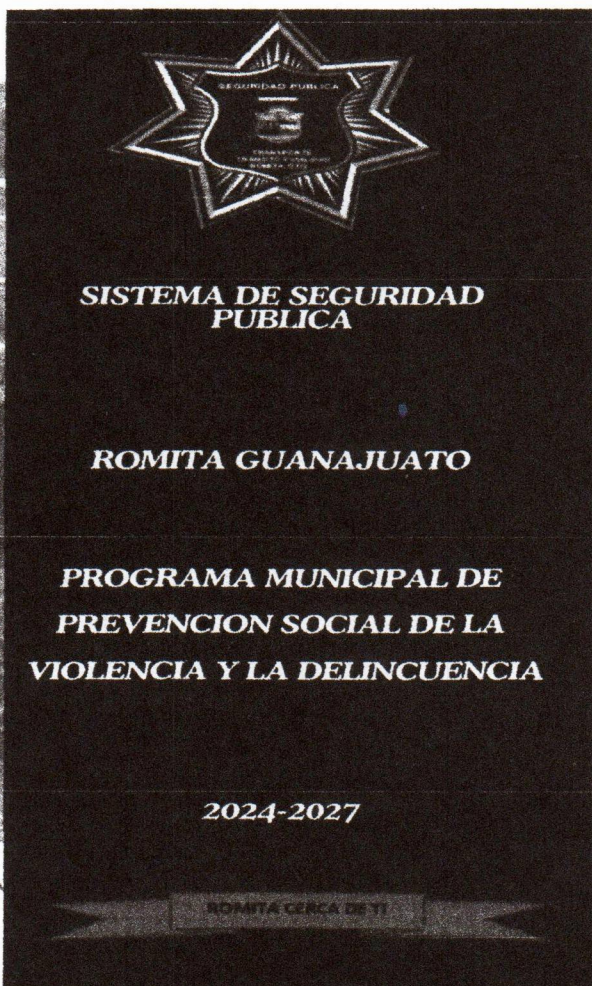 SEGURIDAD PUBLICA
SISTEMA DE SEGURIDAD
PUBLICA
ROMITA GUANAJUATO
PROGRAMA MUNICIPAL DE
PREVENCION SOCIAL DE LA
VIOLENCIA Y LA DELINCUENCIA
2024-2027
ROMITA CERCA DE TI